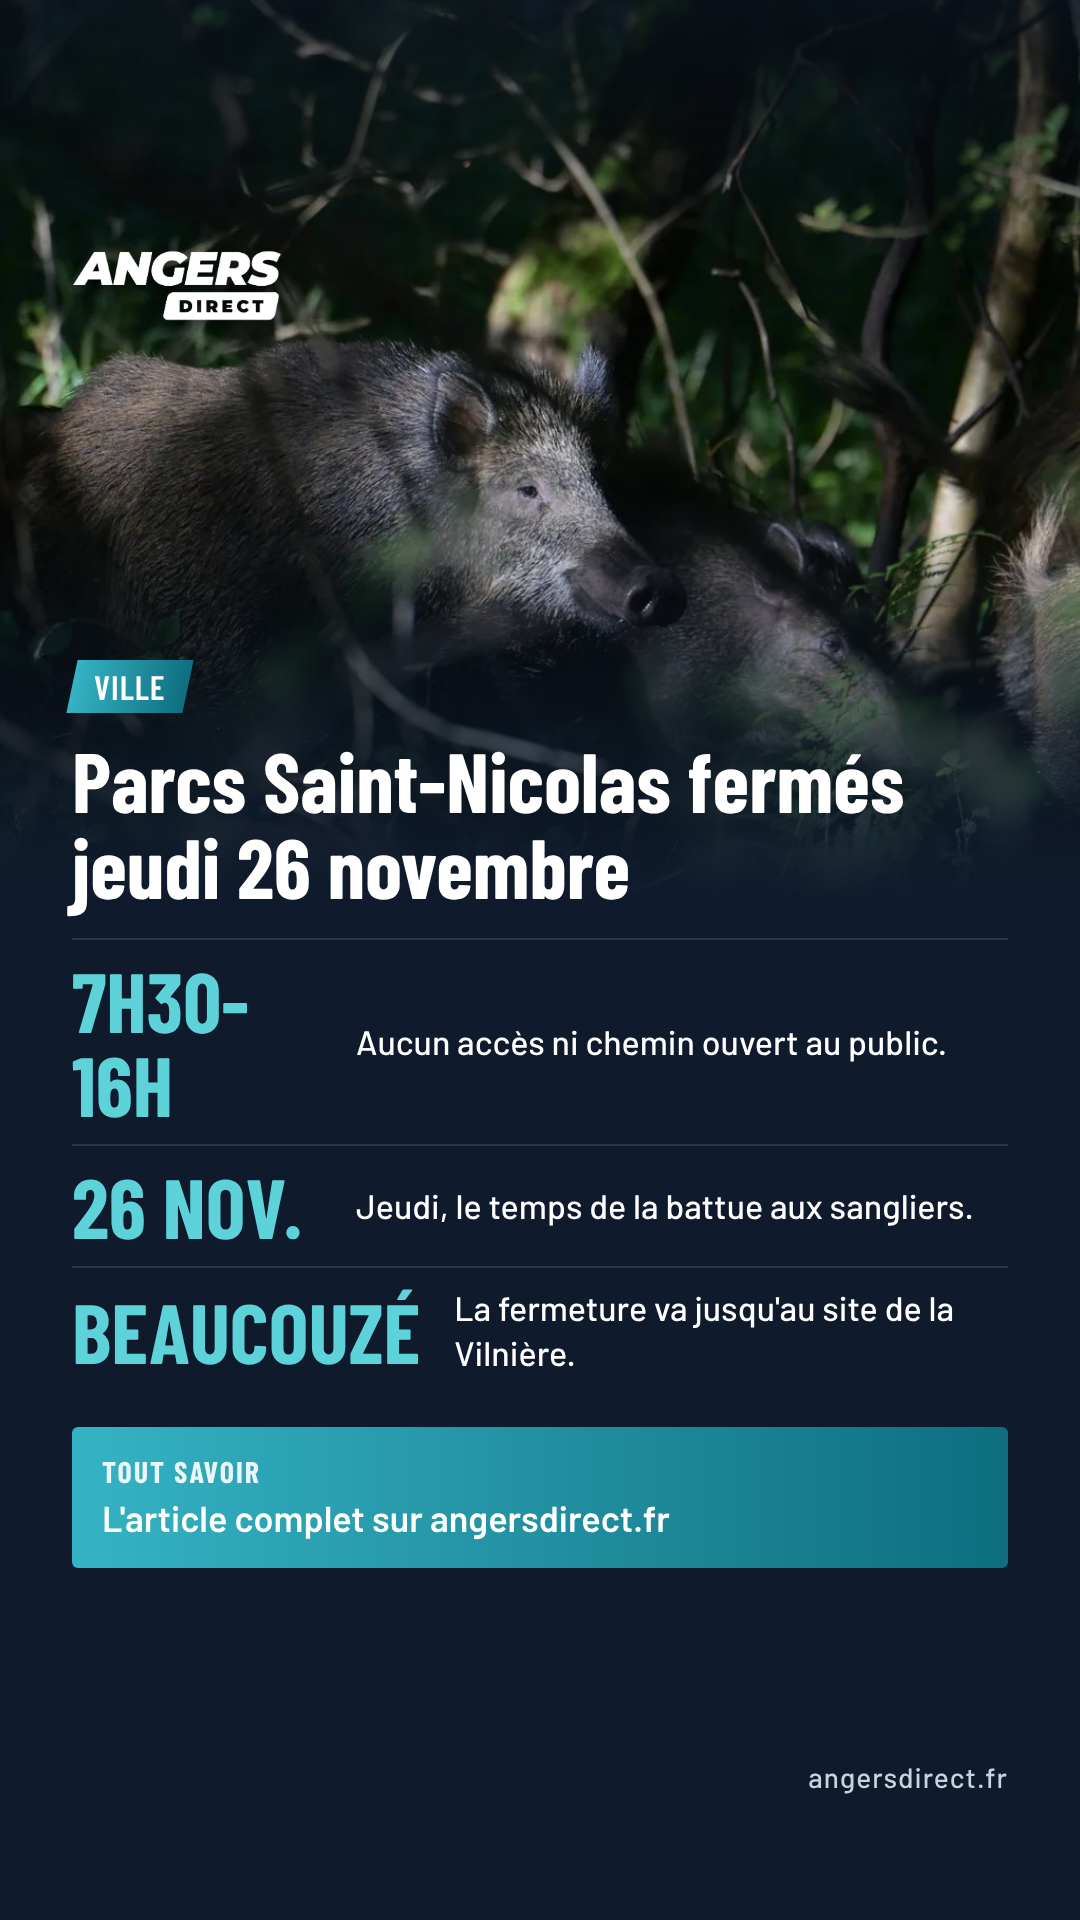 ANGERS
DIRECT
VILLE
Parcs Saint-Nicolas fermés
jeudi 26 novembre
7H30-
16H
Aucun accès ni chemin ouvert au public.
26 NOV.
Jeudi, le temps de la battue aux sangliers.
BEAUCOUZÉ
La fermeture va jusqu'au site de la
Vilnière.
TOUT SAVOIR
L'article complet sur angersdirect.fr
angersdirect.fr